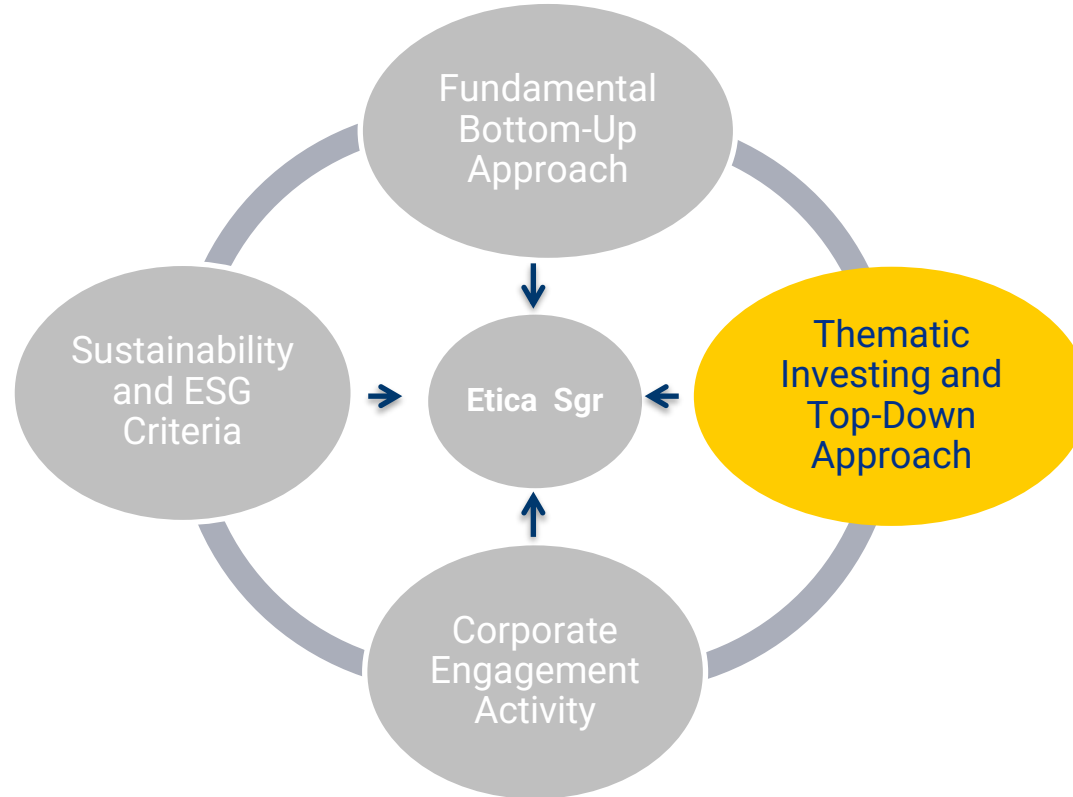 Fundamental
Bottom-Up
Approach
Sustainability
and ESG
Criteria
Etica Sgr
Thematic
Investing and
Top-Down
Approach
Corporate
Engagement
Activity